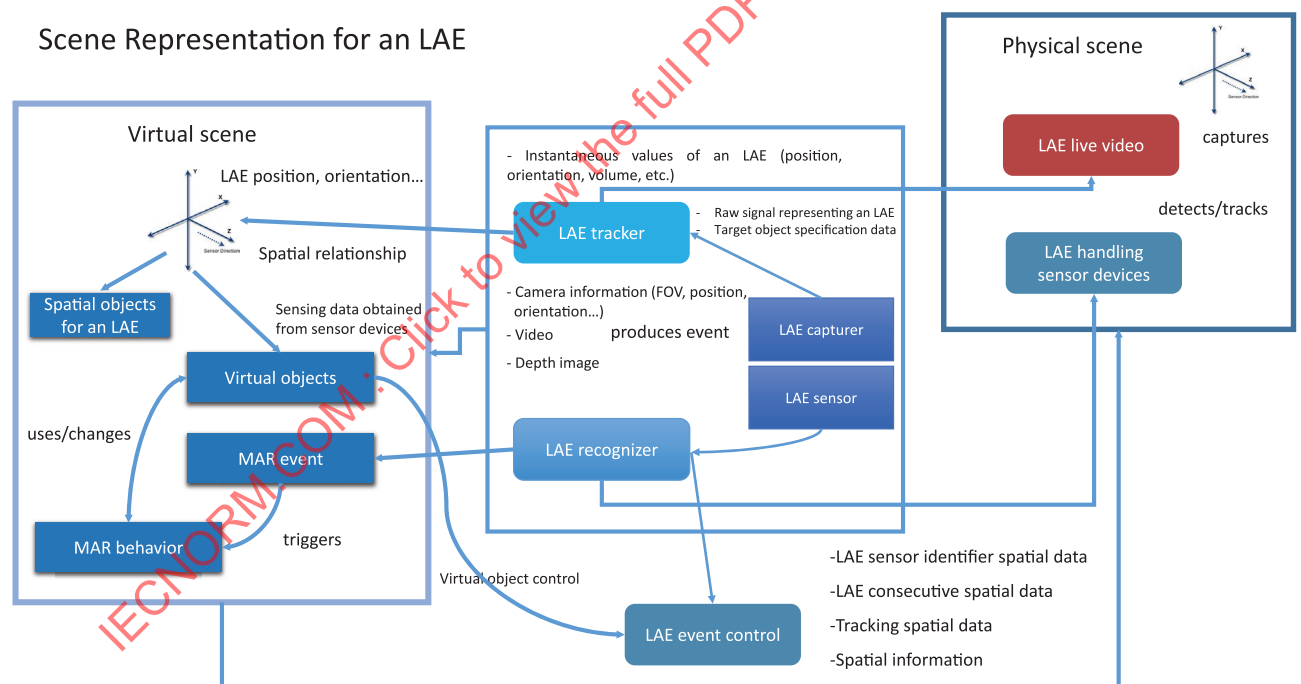 Scene Representation for an LAE
Virtual scene
LAE position, orientation…
Y
X
Z
Sensor Directions
Spatial relationship
Spatial objects
for an LAE
Sensing data obtained
from sensor devices
Virtual objects
uses/changes
MAR event
MAR behavior
triggers
- Instantaneous values of an LAE (position,
orientation, volume, etc.)
LAE tracker
- Raw signal representing an LAE
- Target object specification data
- Camera information (FOV, position,
orientation…)
- Video
produces event
- Depth image
LAE capturer
LAE sensor
LAE recognizer
Virtual object control
LAE event control
Physical scene
Y
X
Z
Sensor Direction
LAE live video
captures
detects/tracks
LAE handling
sensor devices
-LAE sensor identifier spatial data
-LAE consecutive spatial data
-Tracking spatial data
-Spatial information
IECNORM.COM : Click to view the full PDF